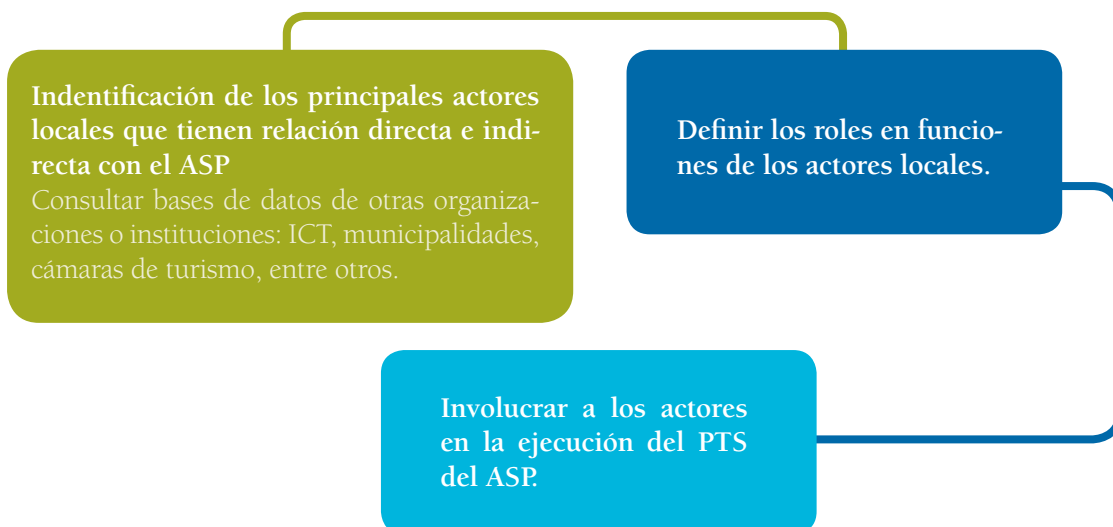 Indentificación de los principales actores
locales que tienen relación directa e indi-
recta con el ASP
Consultar bases de datos de otras organiza-
ciones o instituciones: ICT, municipalidades,
cámaras de turismo, entre otros.
Definir los roles en funcio-
nes de los actores locales.
Involucrar a los actores
en la ejecución del PTS
del ASP.